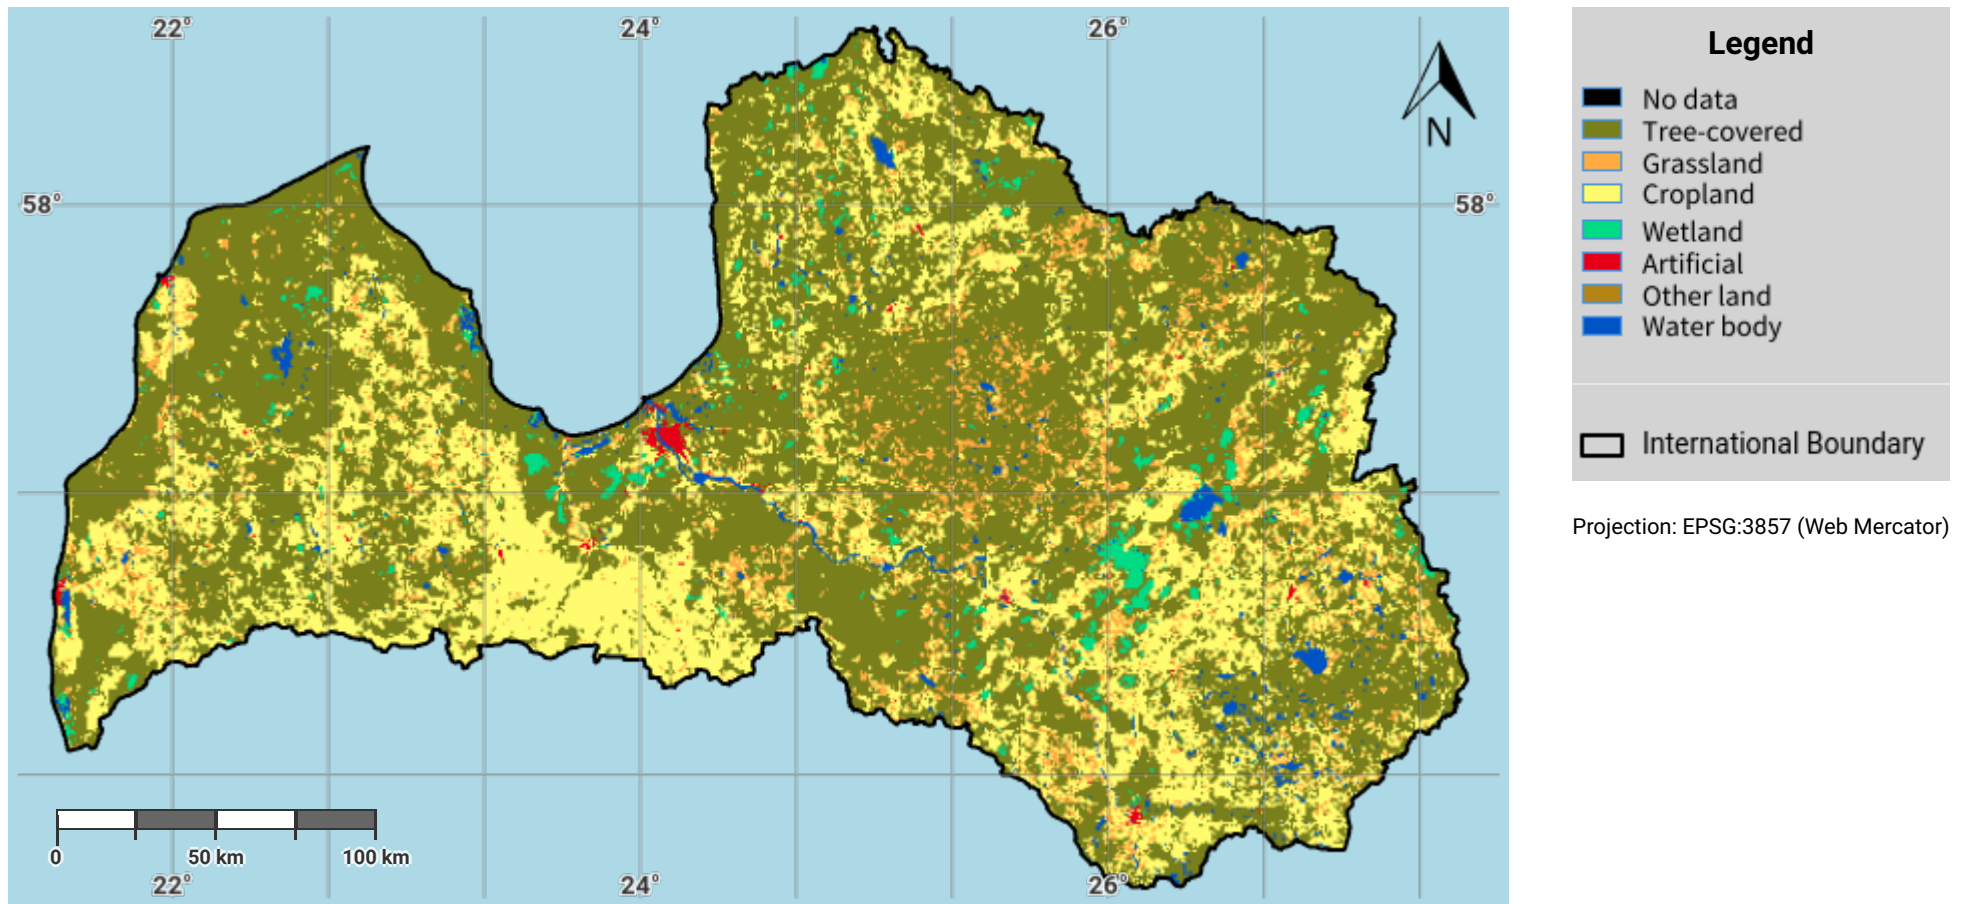 22°
24°
26°
N
58°
58°
0
50 km
100 km
22°
24°
26°
Legend
No data
Tree-covered
Grassland
Cropland
Wetland
Artificial
Other land
Water body
International Boundary
Projection: EPSG:3857 (Web Mercator)